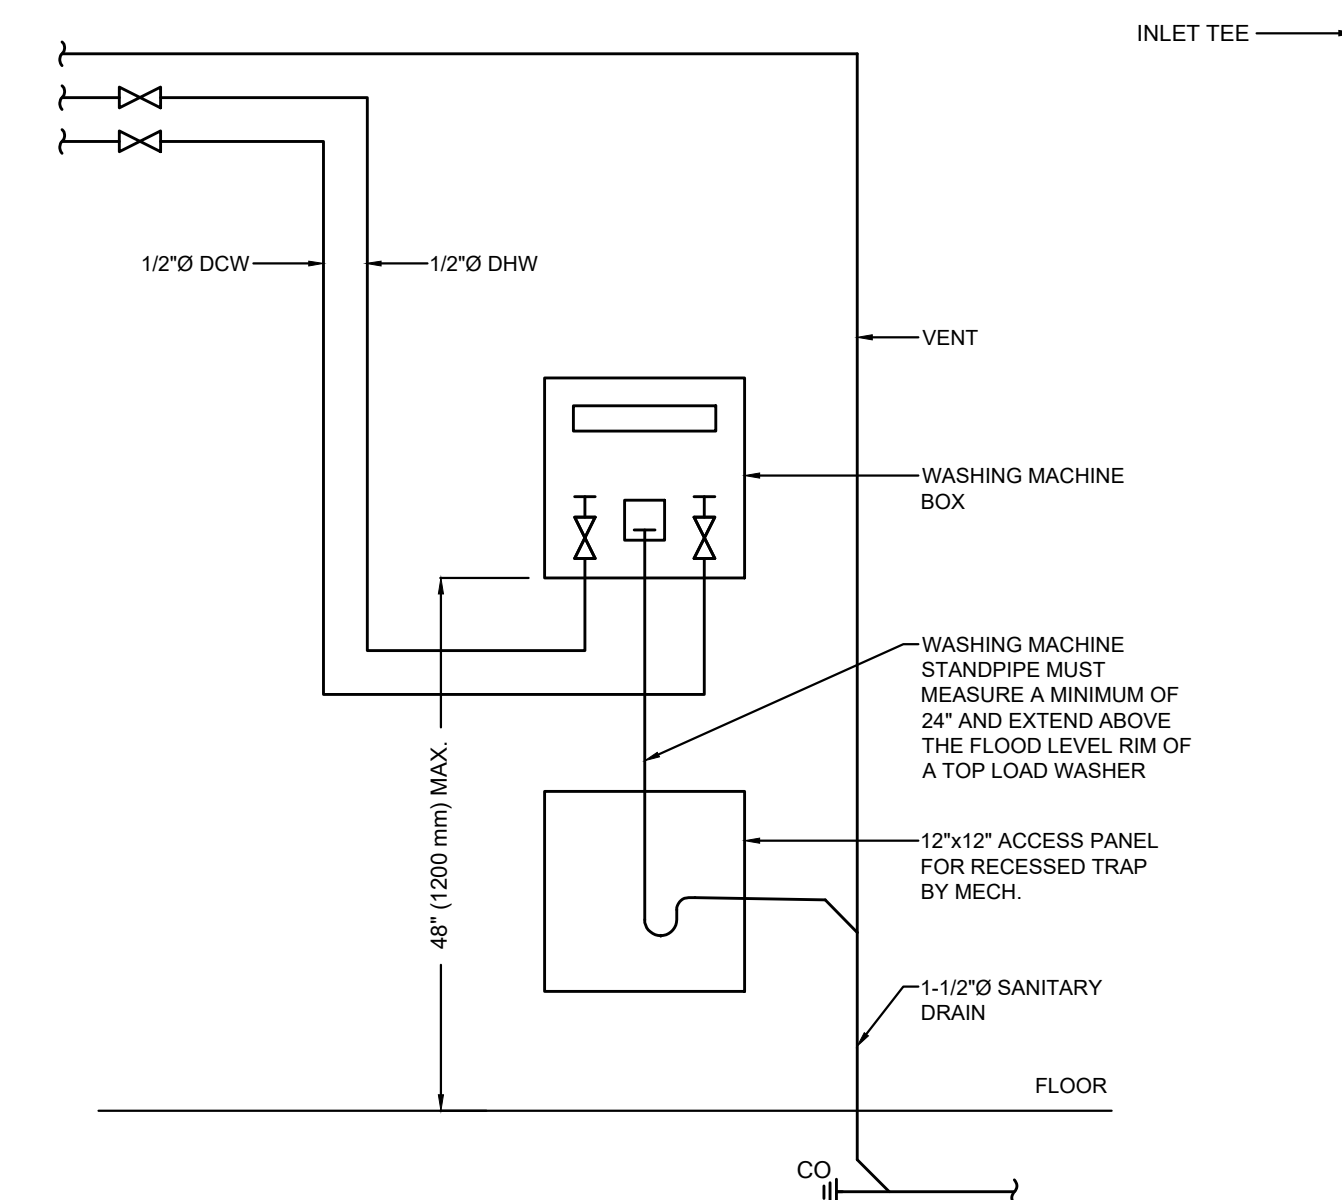 INLET TEE
1/2"Ø DCW
1/2"Ø DHW
VENT
WASHING MACHINE
BOX
WASHING MACHINE
STANDPIPE MUST
MEASURE A MINIMUM OF
24" AND EXTEND ABOVE
THE FLOOD LEVEL RIM OF
A TOP LOAD WASHER
48" (1200 mm) MAX.
12"x12" ACCESS PANEL
FOR RECESSED TRAP
BY MECH.
1-1/2"Ø SANITARY
DRAIN
FLOOR
CO